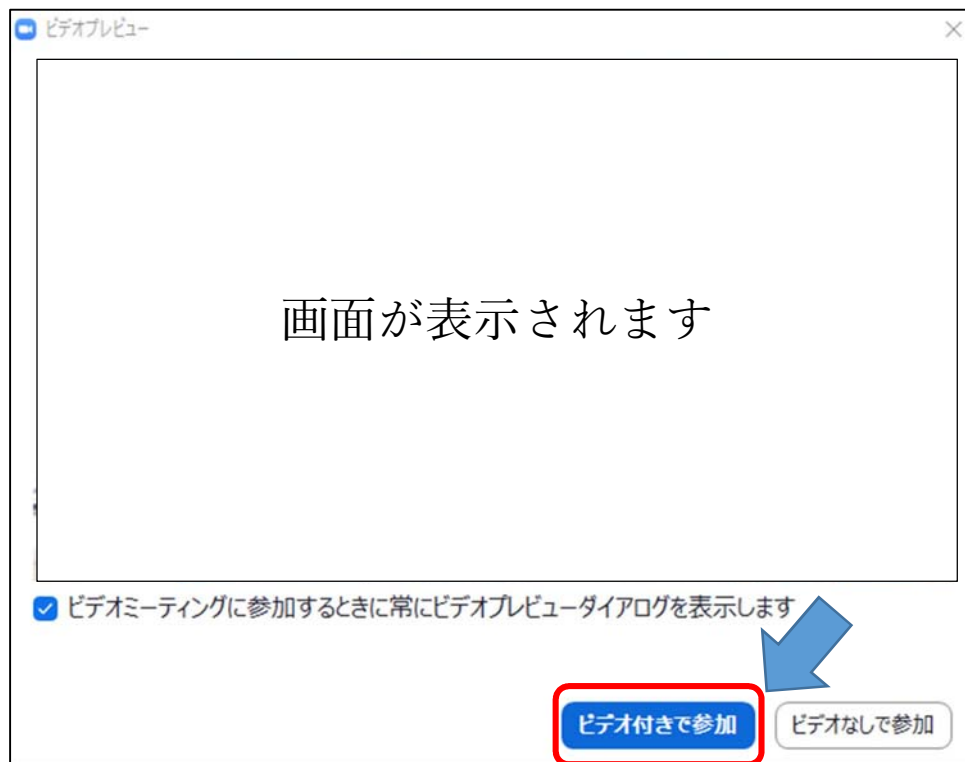 ビデオプレビュー
画面が表示されます
ビデオミーティングに参加するときに常にビデオプレビューダイアログを表示します
ビデオ付きで参加
ビデオなしで参加